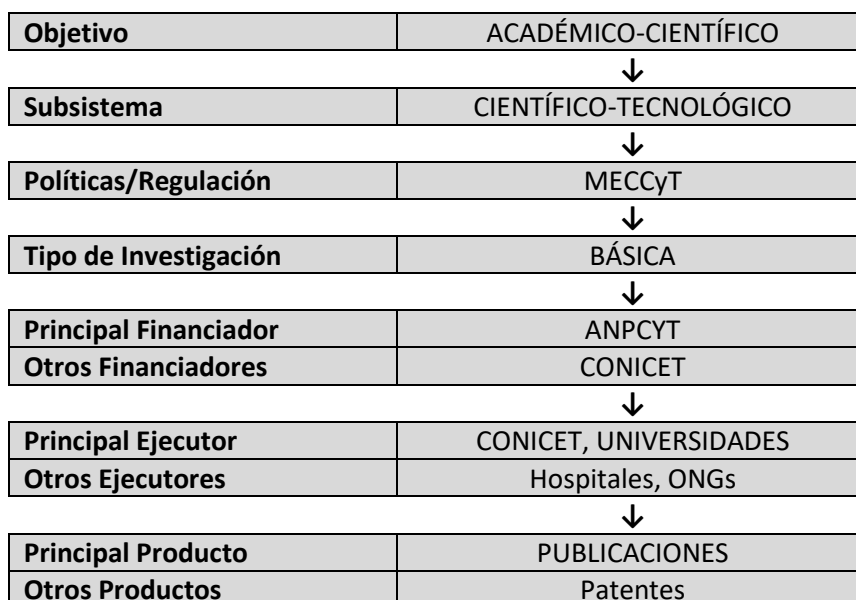 Objetivo ACADÉMICO-CIENTÍFICO
↓
Subsistema CIENTÍFICO-TECNOLÓGICO
↓
Políticas/Regulación MECCyT
↓
Tipo de Investigación BÁSICA
↓
Principal Financiador ANPCYT
Otros Financiadores CONICET
↓
Principal Ejecutor CONICET, UNIVERSIDADES
Otros Ejecutores Hospitales, ONGs
↓
Principal Producto PUBLICACIONES
Otros Productos Patentes